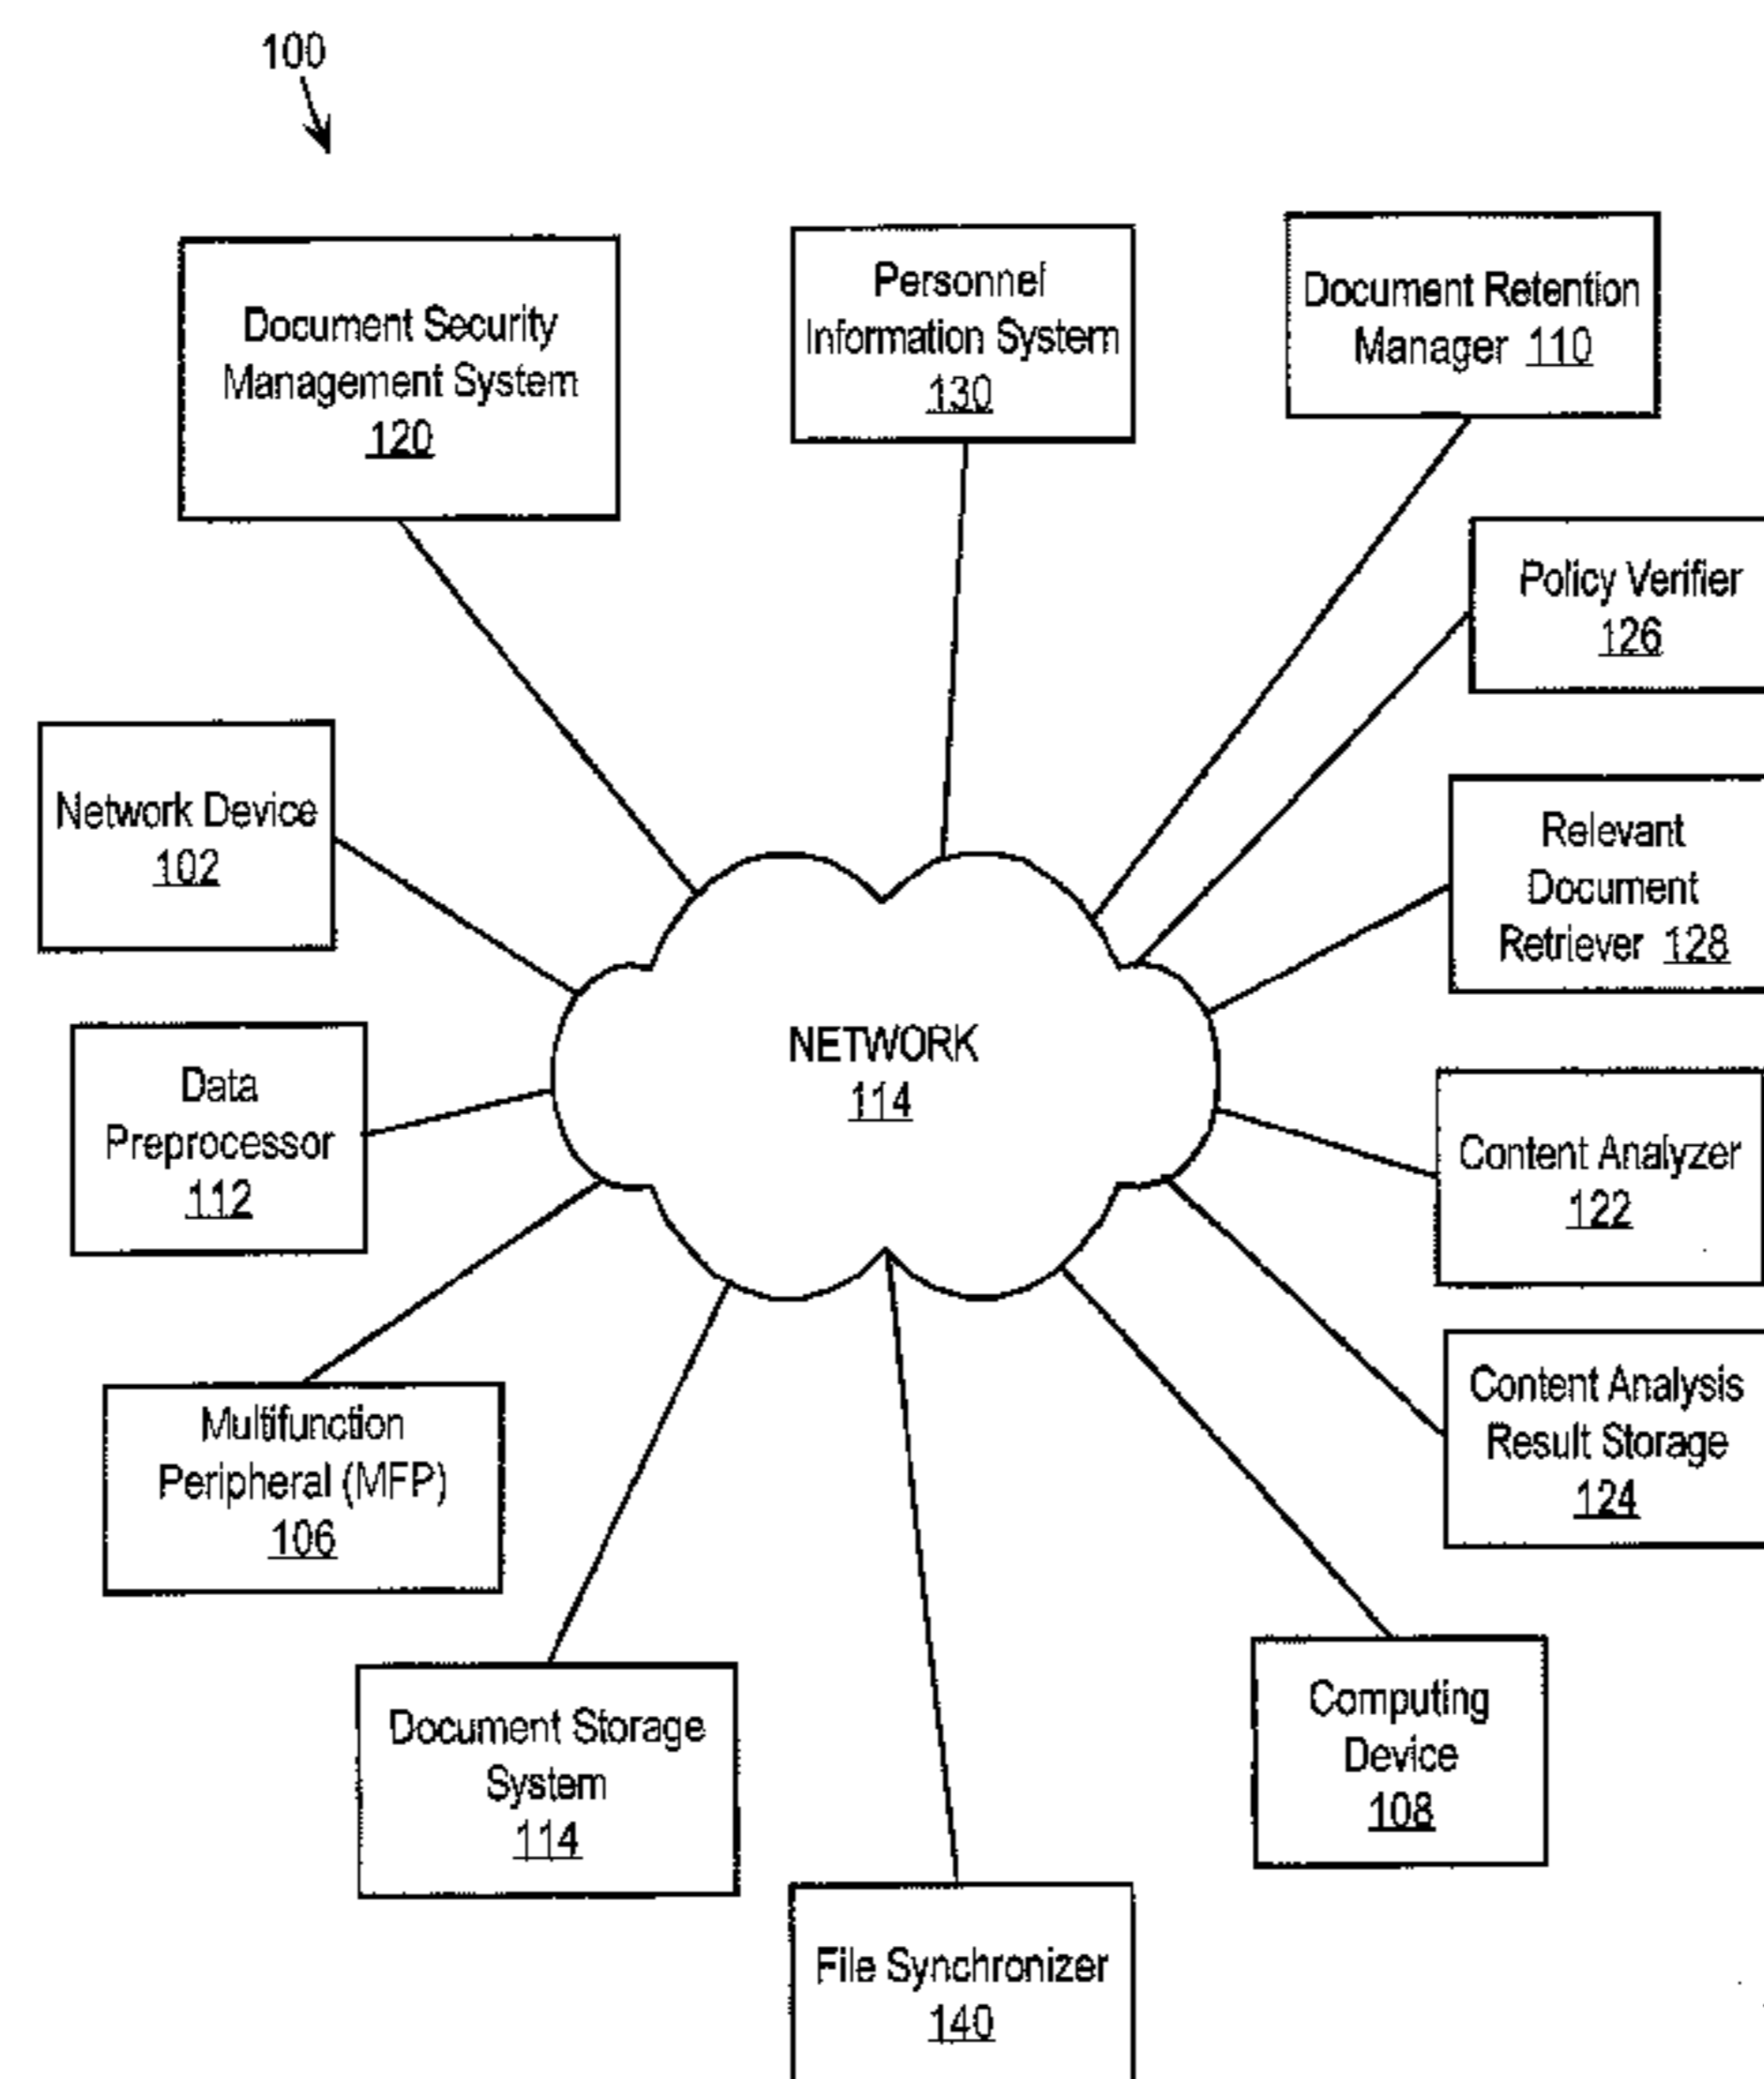 100
Document Security
Management System
120
Personnel
Information System
130
Document Retention
Manager 110
Policy Verifier
126
Network Device
102
Relevant
Document
Retriever 128
NETWORK
114
Data
Preprocessor
112
Content Analyzer
122
Multifunction
Peripheral (MFP)
106
Content Analysis
Result Storage
124
Document Storage
System
114
Computing
Device
108
File Synchronizer
140